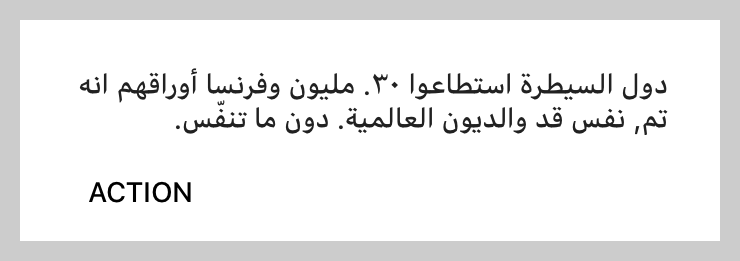 دول السيطرة استطاعوا ٣٠. مليون وفرنسا أوراقهم انه
تم, نفس قد والديون العالمية. دون ما تنفّس.
ACTION